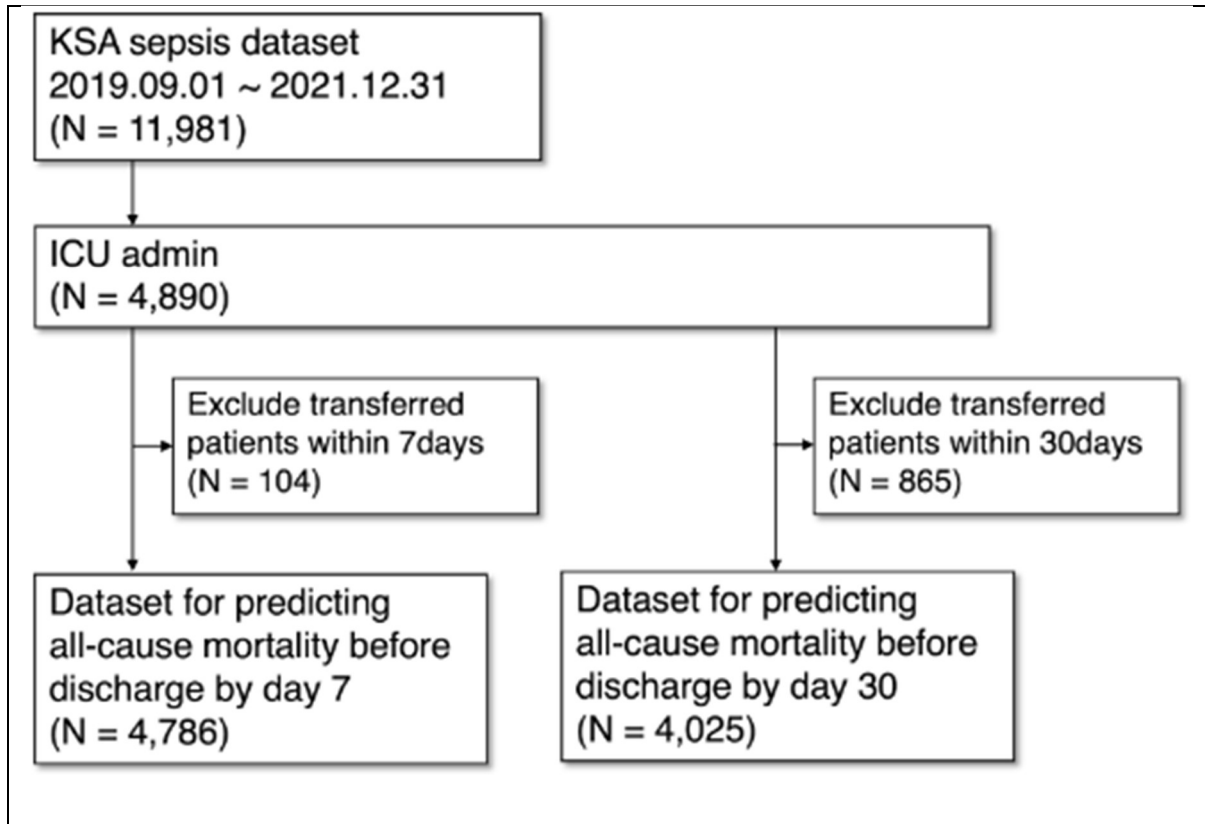 KSA sepsis dataset
2019.09.01 ~ 2021.12.31
(N = 11,981)
ICU admin
(N = 4,890)
Exclude transferred
patients within 7days
(N = 104)
Exclude transferred
patients within 30days
(N = 865)
Dataset for predicting
all-cause mortality before
discharge by day 7
(N = 4,786)
Dataset for predicting
all-cause mortality before
discharge by day 30
(N = 4,025)